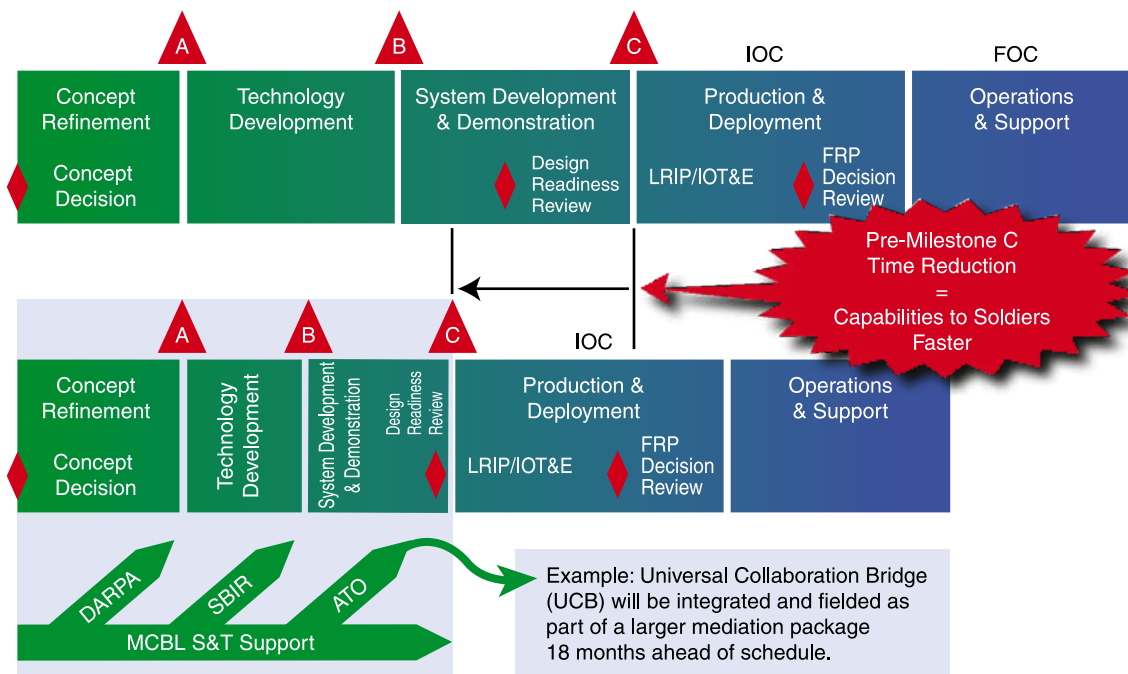 A
B
C
IOC
FOC
Concept
Refinement
Technology
Development
System Development
& Demonstration
Production &
Deployment
Operations
& Support
Concept
Decision
Design
Readiness
Review
LRIP/IOT&E
FRP
Decision
Review
Pre-Milestone C
Time Reduction
=
Capabilities to Soldiers
Faster
A
B
C
IOC
Concept
Refinement
Concept
Decision
Technology
Development
System Development
& Demonstration
Design
Readiness
Review
Production &
Deployment
LRIP/IOT&E
FRP
Decision
Review
Operations
& Support
DARPA
SBIR
ATO
MCBL S&T Support
Example: Universal Collaboration Bridge
(UCB) will be integrated and fielded as
part of a larger mediation package
18 months ahead of schedule.